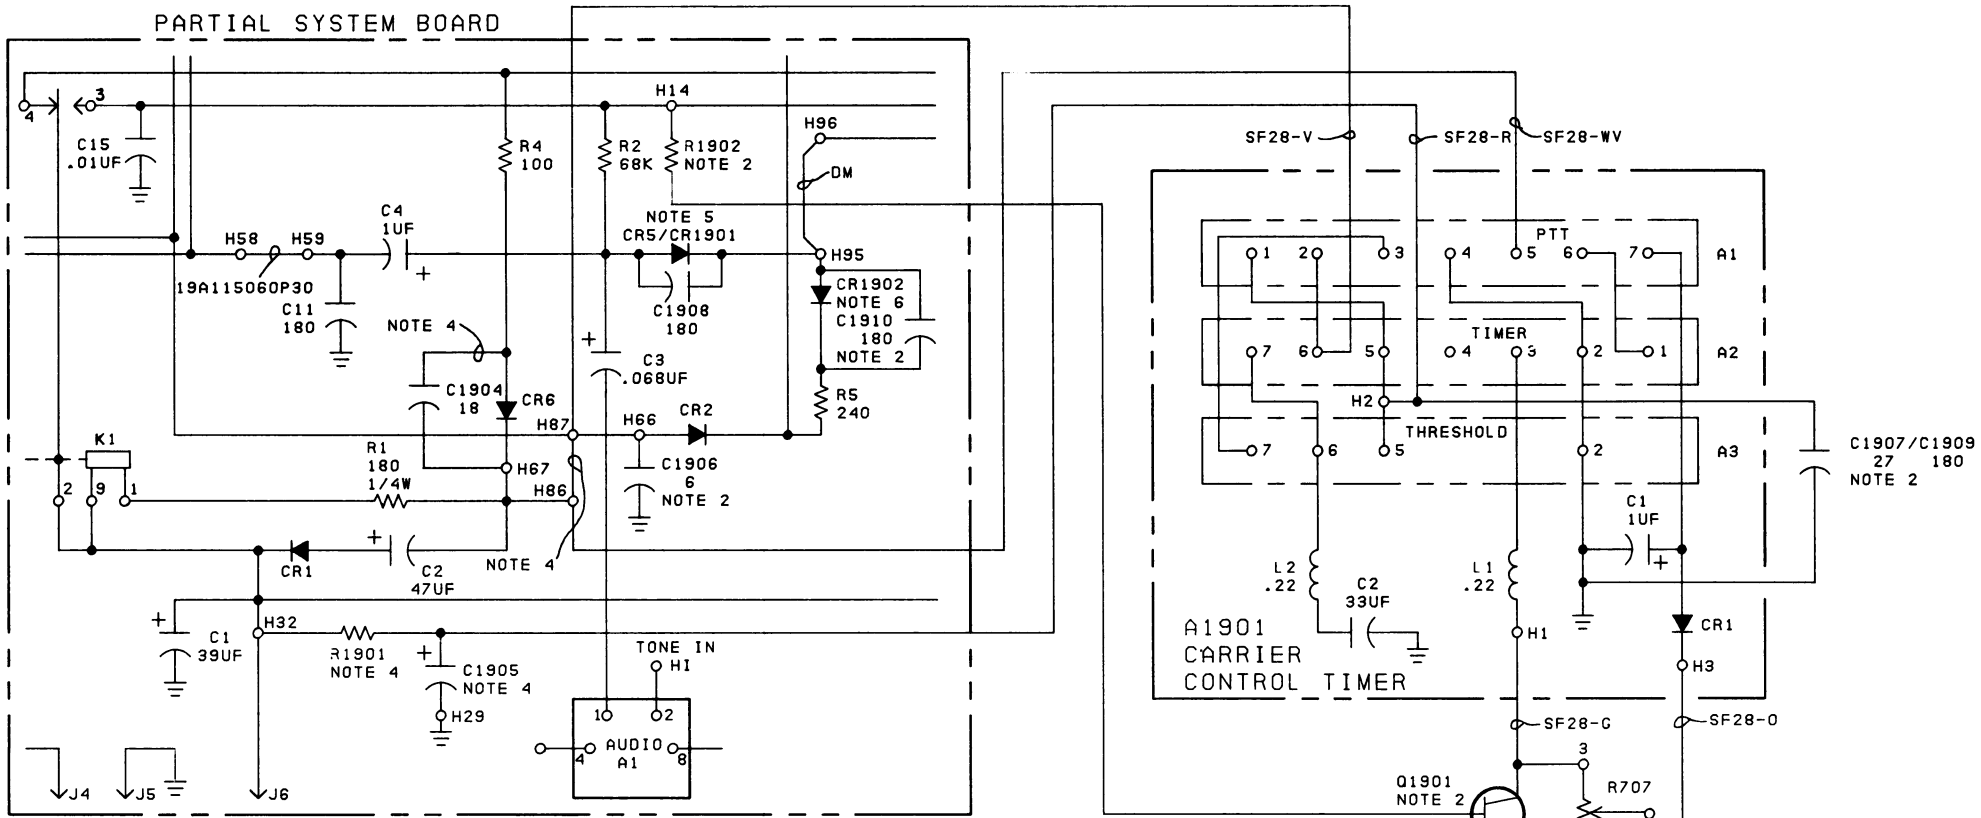 PARTIAL SYSTEM BOARD
4
3
C15
.01UF
H14
R4
100
R2
68K
R1902
NOTE 2
H96
DM
C4
1UF
H58
H59
19A115060P30
C11
180
NOTE 5
CR5/CR1901
C1908
180
H95
CR1902
NOTE 6
C1910
180
NOTE 2
NOTE 4
C1904
18
CR6
+
C3
.068UF
R5
240
+
K1
R1
180
1/4W
H87
H66
CR2
H67
H86
C1906
6
NOTE 2
2
9
1
CR1
+
C2
47UF
NOTE 4
+
C1
39UF
H32
R1901
NOTE 4
+
C1905
NOTE 4
H29
TONE IN
HI
1
2
4
AUDIO
A1
8
J4
J5
J6
SF28-V
SF28-R
SF28-WV
PTT
1
2
3
4
5
6
7
A1
TIMER
7
6
5
4
3
2
1
A2
H2
THRESHOLD
7
6
5
2
A3
C1907/C1909
27 180
NOTE 2
C1
1UF
+
L2
.22
C2
33UF
L1
.22
H1
CR1
H3
A1901
CARRIER
CONTROL TIMER
SF28-G
SF28-O
3
Q1901
NOTE 2
R707